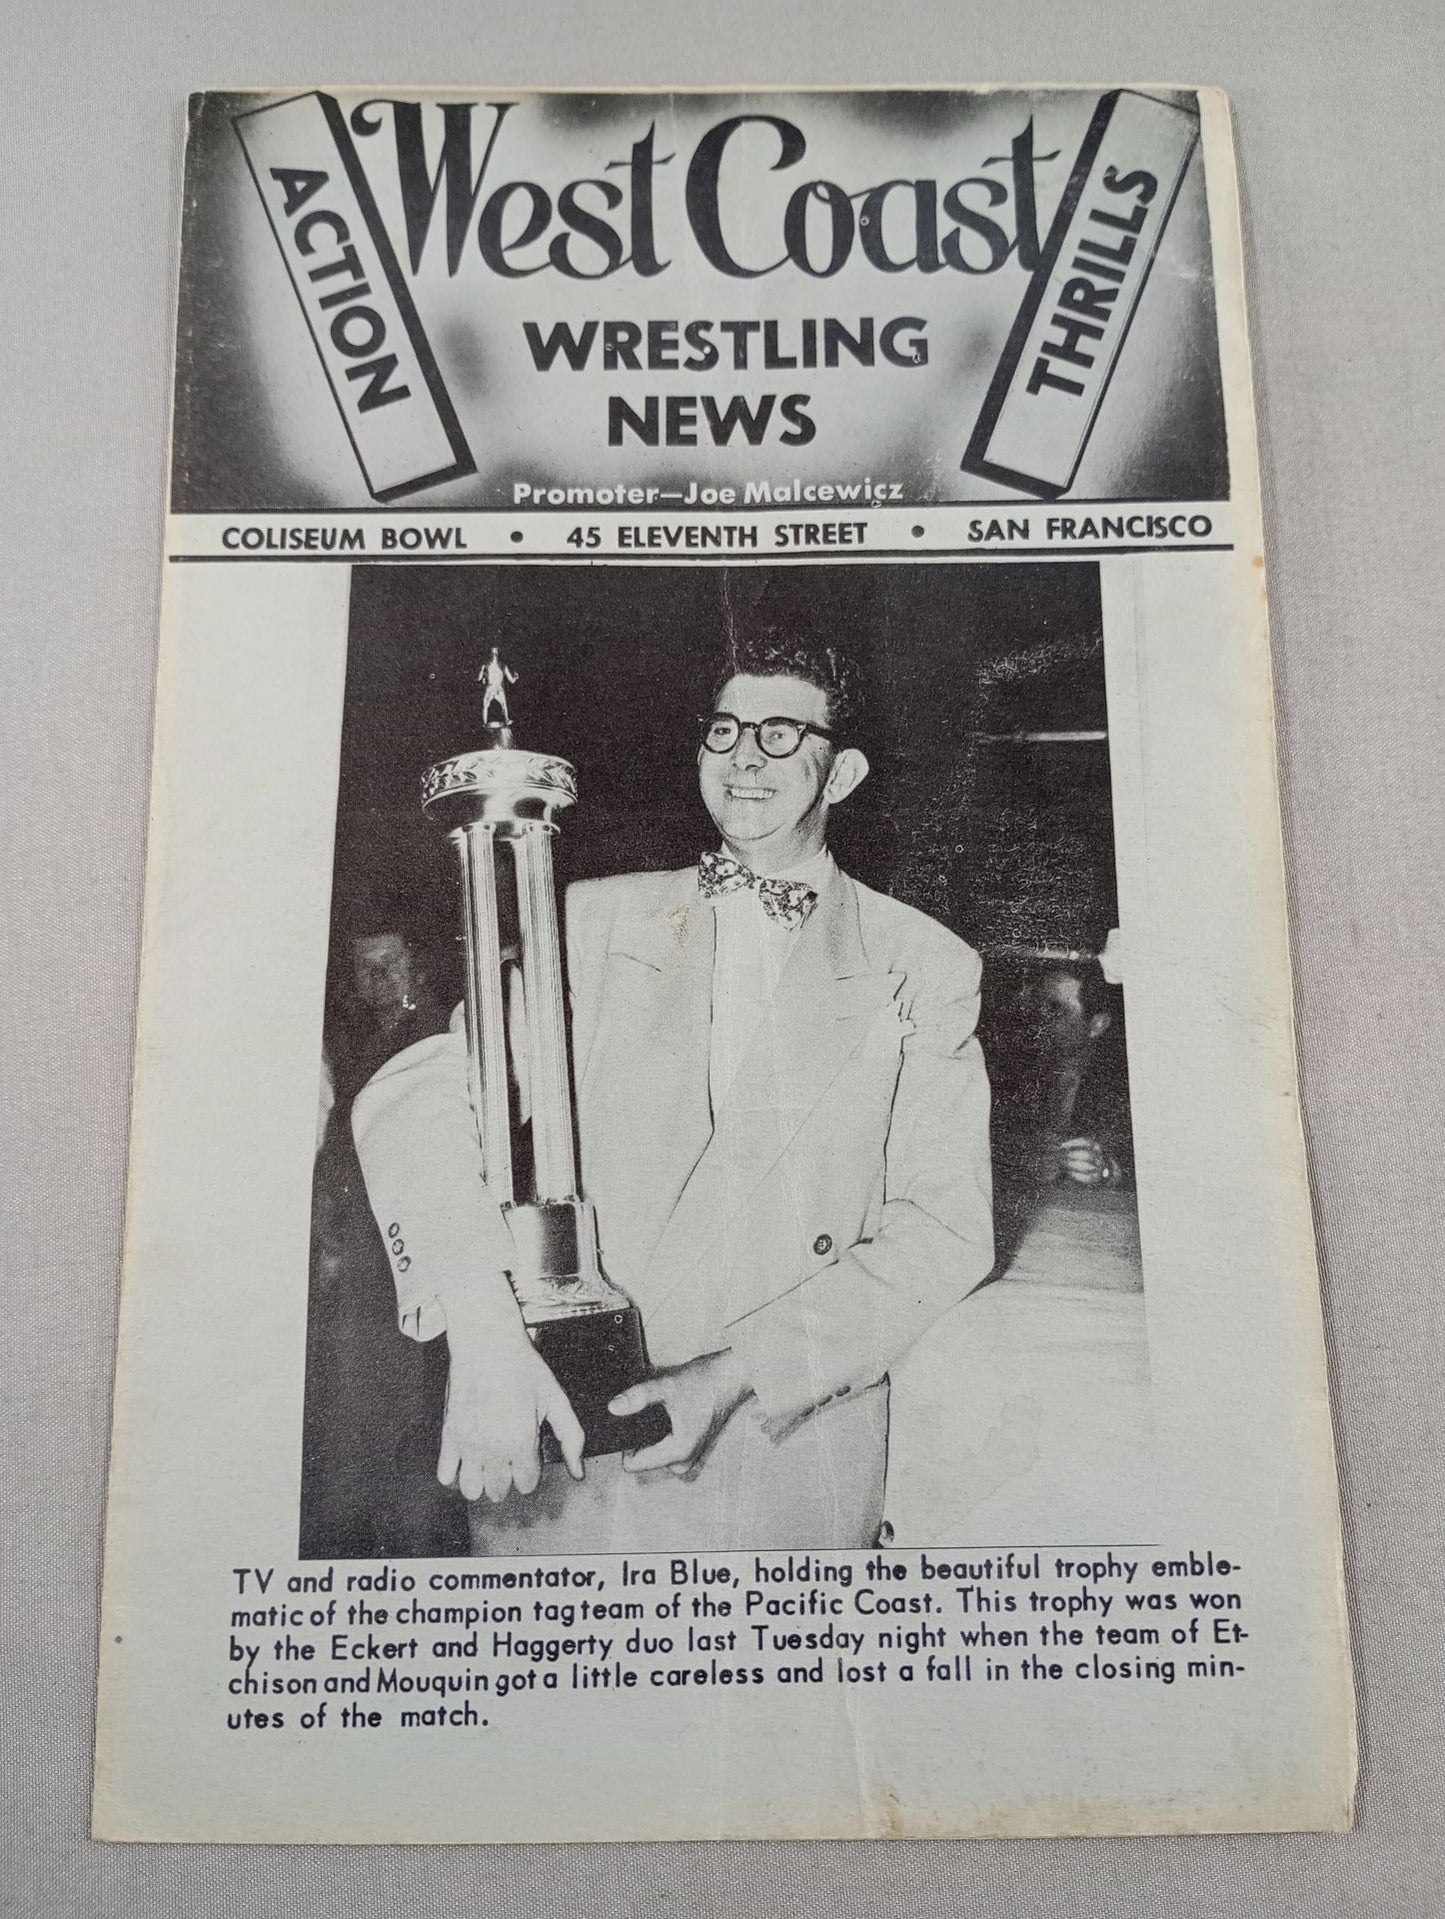 ACTION
West Coast
THRILLS
WRESTLING
NEWS
Promoter—Joe Malcewicz
COLISEUM BOWL • 45 ELEVENTH STREET • SAN FRANCISCO
TV and radio commentator, Ira Blue, holding the beautiful trophy emble-
matic of the champion tag team of the Pacific Coast. This trophy was won
by the Eckert and Haggerty duo last Tuesday night when the team of Et-
chison and Mouquin got a little careless and lost a fall in the closing min-
utes of the match.